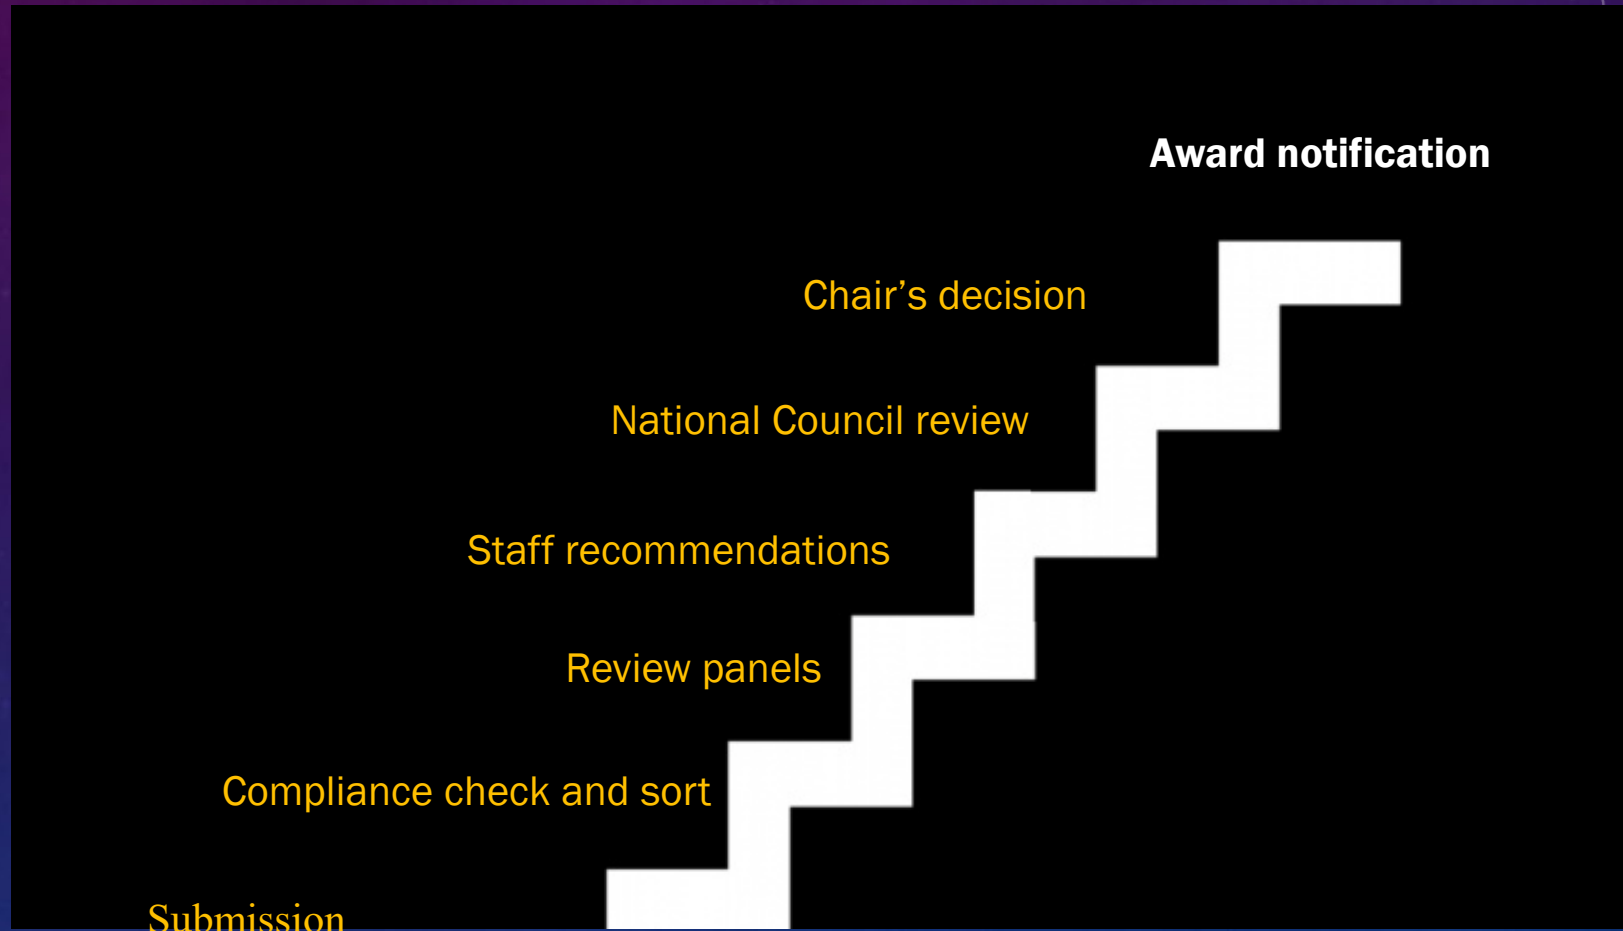 Award notification
Chair’s decision
National Council review
Staff recommendations
Review panels
Compliance check and sort
Submission